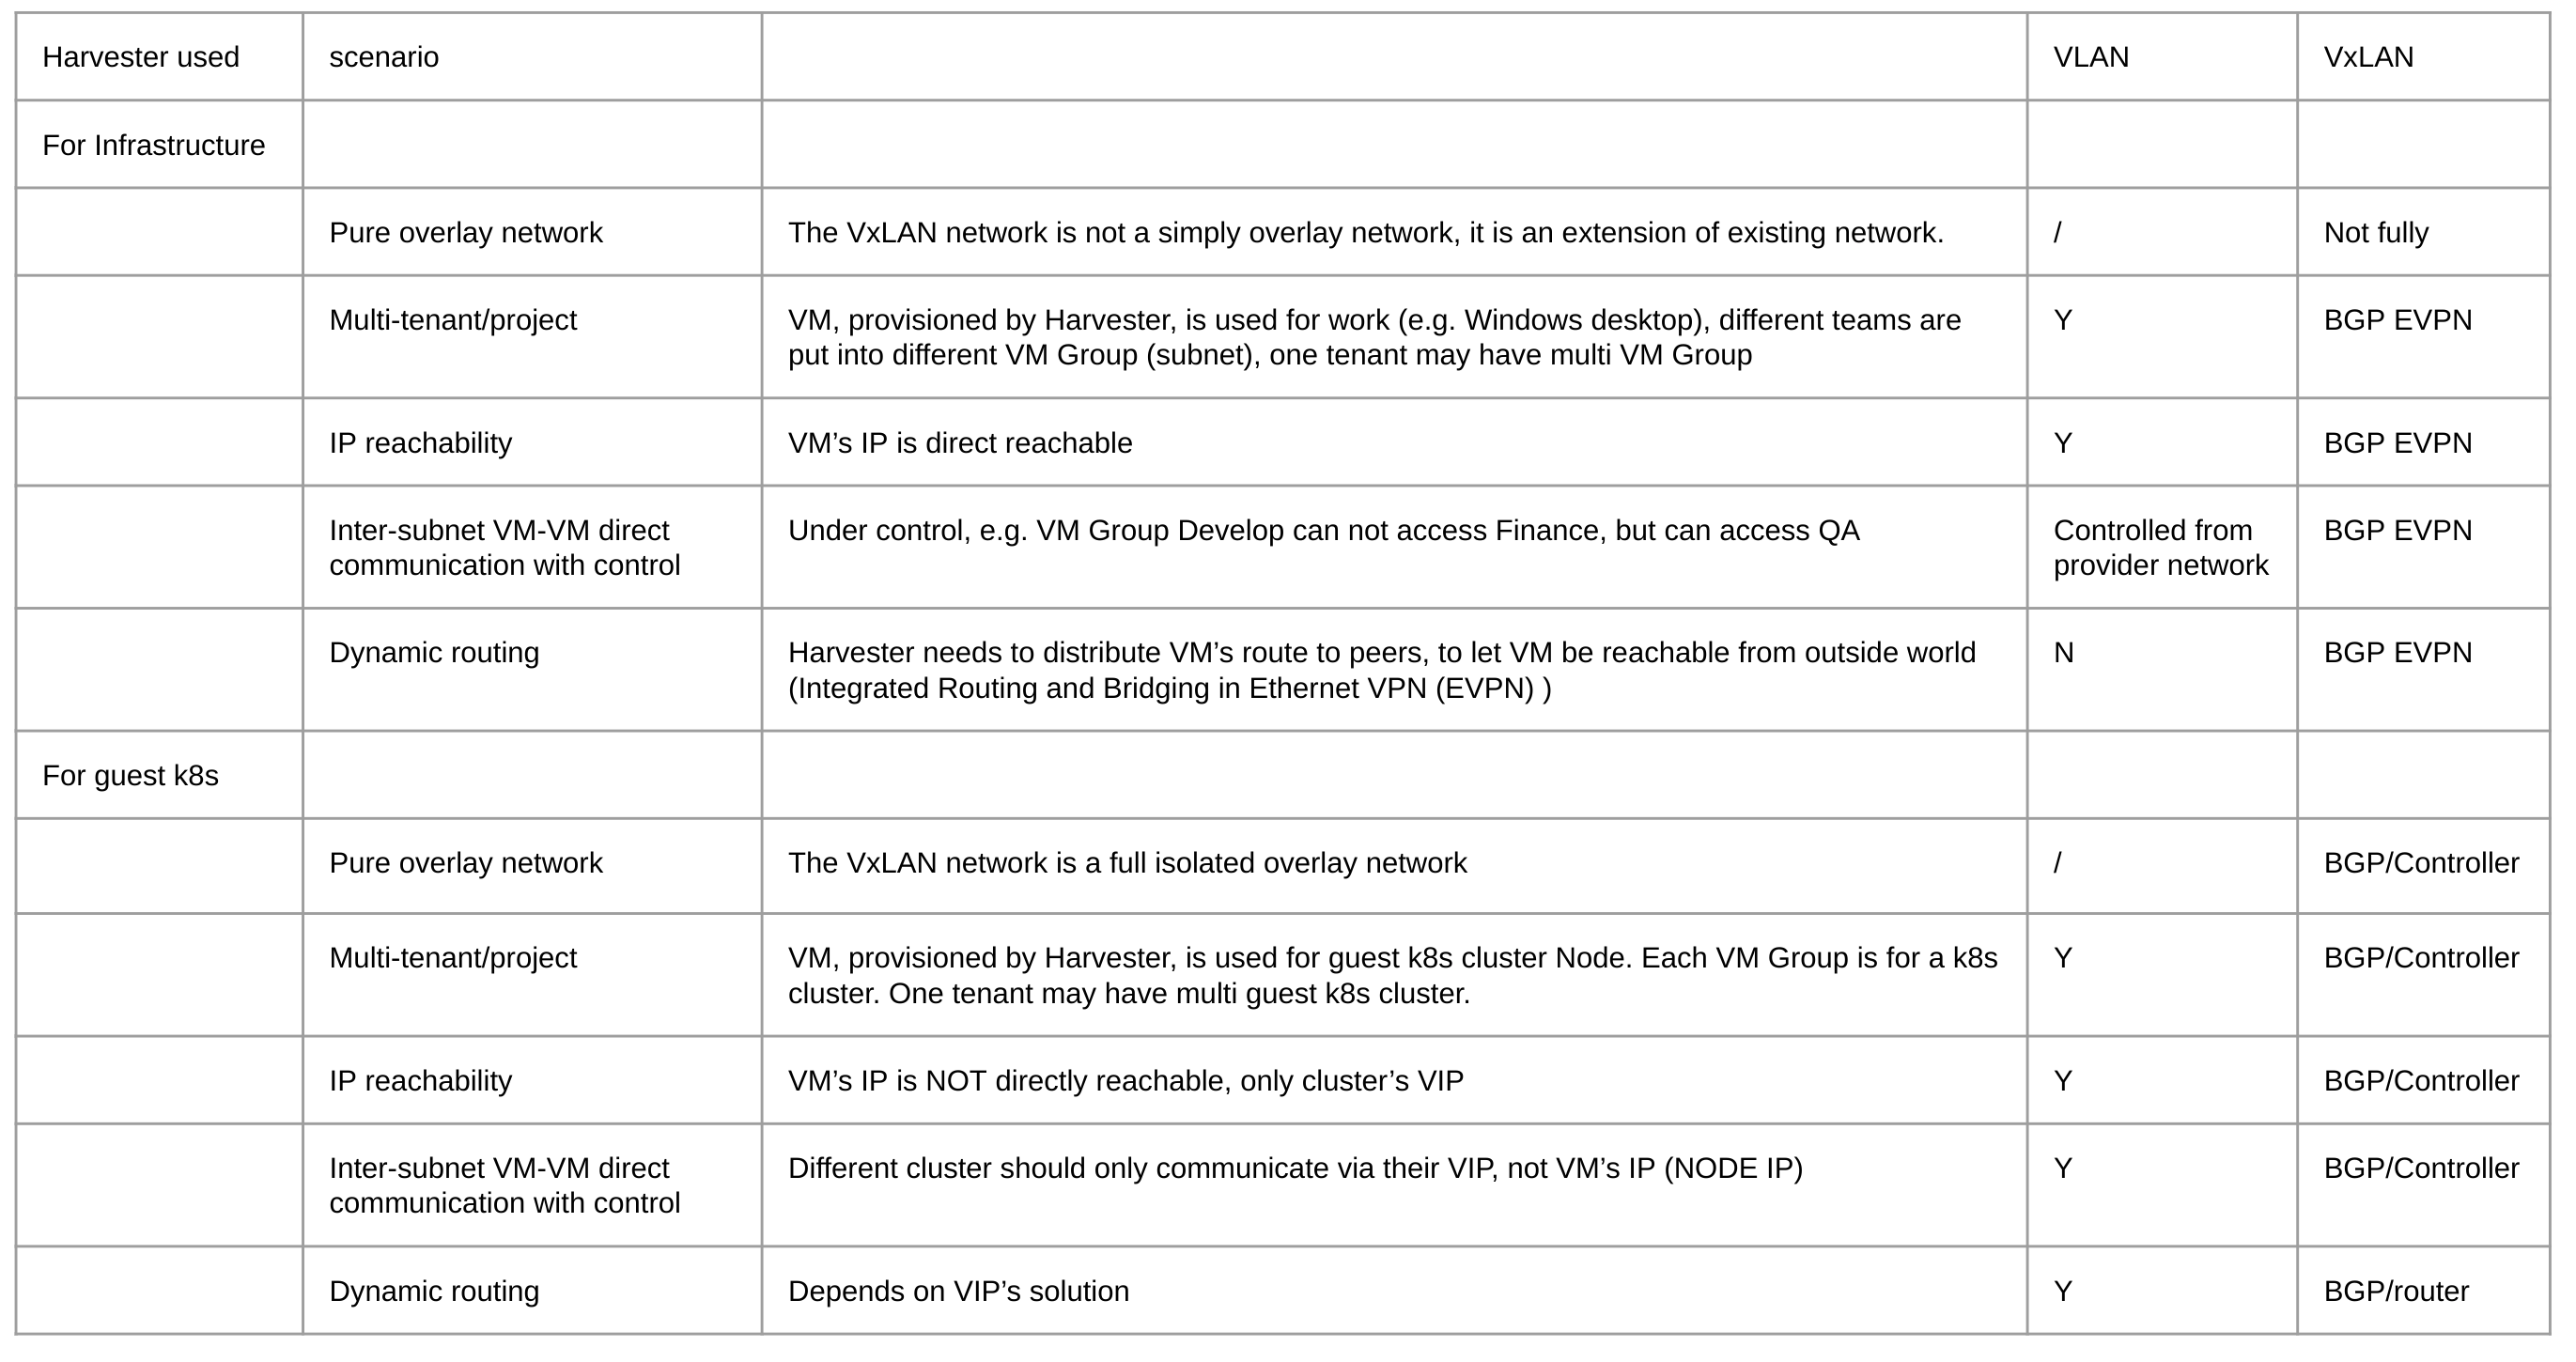 Harvester used
scenario
VLAN
VxLAN
For Infrastructure
Pure overlay network
The VxLAN network is not a simply overlay network, it is an extension of existing network.
/
Not fully
Multi-tenant/project
VM, provisioned by Harvester, is used for work (e.g. Windows desktop), different teams are
put into different VM Group (subnet), one tenant may have multi VM Group
Y
BGP EVPN
IP reachability
VM’s IP is direct reachable
Y
BGP EVPN
Inter-subnet VM-VM direct
communication with control
Under control, e.g. VM Group Develop can not access Finance, but can access QA
Controlled from
provider network
BGP EVPN
Dynamic routing
Harvester needs to distribute VM’s route to peers, to let VM be reachable from outside world
(Integrated Routing and Bridging in Ethernet VPN (EVPN) )
N
BGP EVPN
For guest k8s
Pure overlay network
The VxLAN network is a full isolated overlay network
/
BGP/Controller
Multi-tenant/project
VM, provisioned by Harvester, is used for guest k8s cluster Node. Each VM Group is for a k8s
cluster. One tenant may have multi guest k8s cluster.
Y
BGP/Controller
IP reachability
VM’s IP is NOT directly reachable, only cluster’s VIP
Y
BGP/Controller
Inter-subnet VM-VM direct
communication with control
Different cluster should only communicate via their VIP, not VM’s IP (NODE IP)
Y
BGP/Controller
Dynamic routing
Depends on VIP’s solution
Y
BGP/router